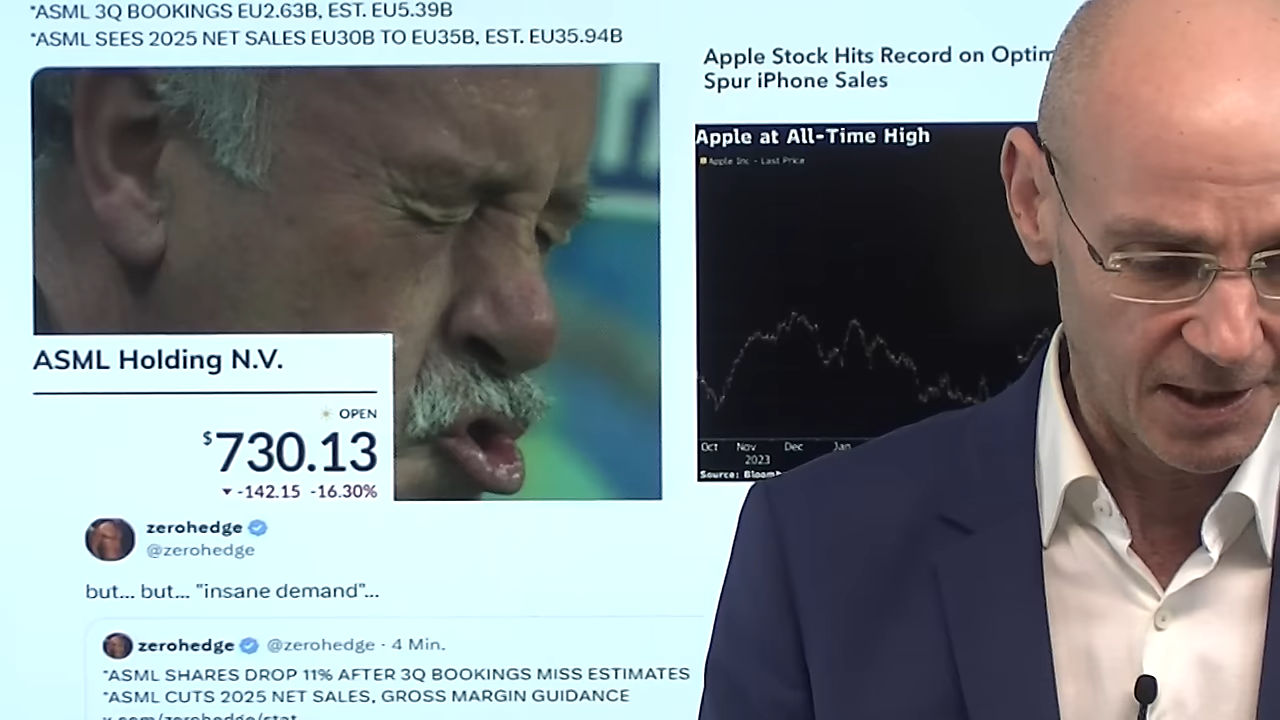 *ASML 3Q BOOKINGS EU2.63B, EST. EU5.39B
*ASML SEES 2025 NET SALES EU30B TO EU35B, EST. EU35.94B
ASML Holding N.V.
OPEN
$730.13
▼ -142.15 -16.30%
zerohedge
@zerohedge
but... but... "insane demand"...
zerohedge @zerohedge · 4 Min.
*ASML SHARES DROP 11% AFTER 3Q BOOKINGS MISS ESTIMATES
*ASML CUTS 2025 NET SALES, GROSS MARGIN GUIDANCE
x.com/zerohedge/stat
Apple Stock Hits Record on Optim
Spur iPhone Sales
Apple at All-Time High
Apple Inc - Last Price
Oct Nov Dec Jan
2023
Source: Bloom